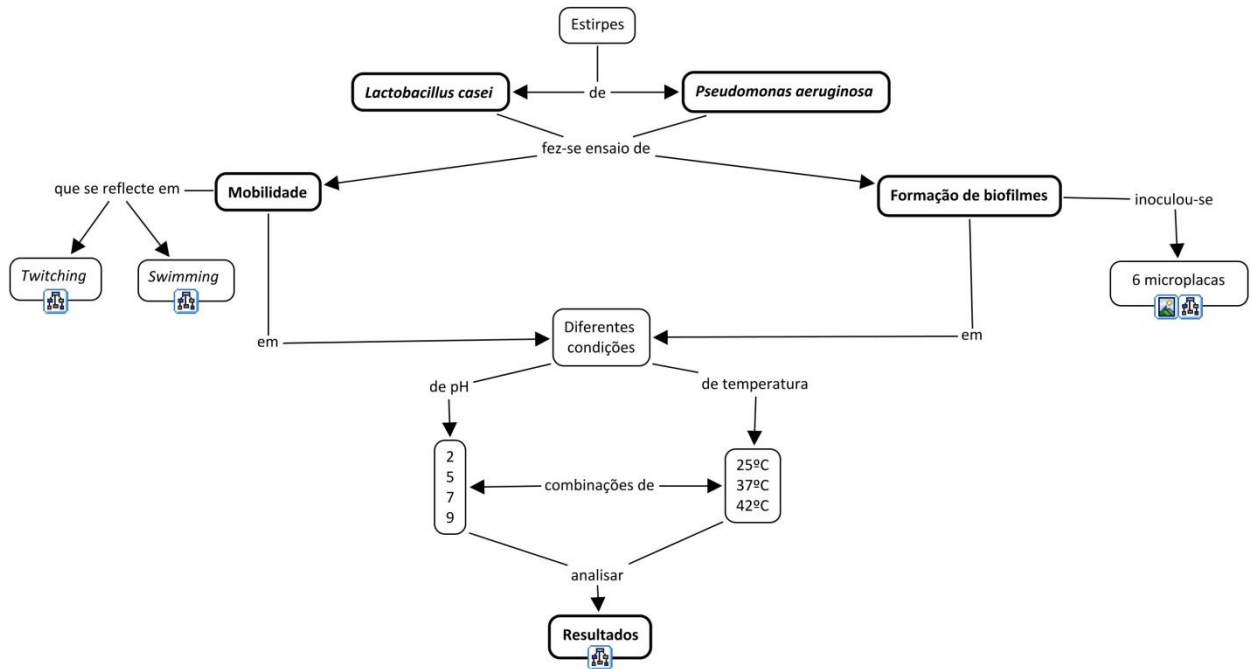 Estirpes
Lactobacillus casei
de
Pseudomonas aeruginosa
fez-se ensaio de
que se reflecte em
Mobilidade
Formação de biofilmes
inoculou-se
Twitching
Swimming
6 microplacas
em
Diferentes
condições
em
de pH
de temperatura
2
5
7
9
combinações de
25ºC
37ºC
42ºC
analisar
Resultados